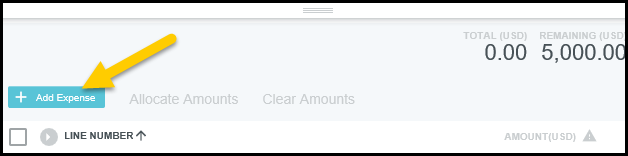 TOTAL (USD) REMAINING (USD)
0.00 5,000.00
+ Add Expense Allocate Amounts Clear Amounts
LINE NUMBER↑ AMOUNT(USD)